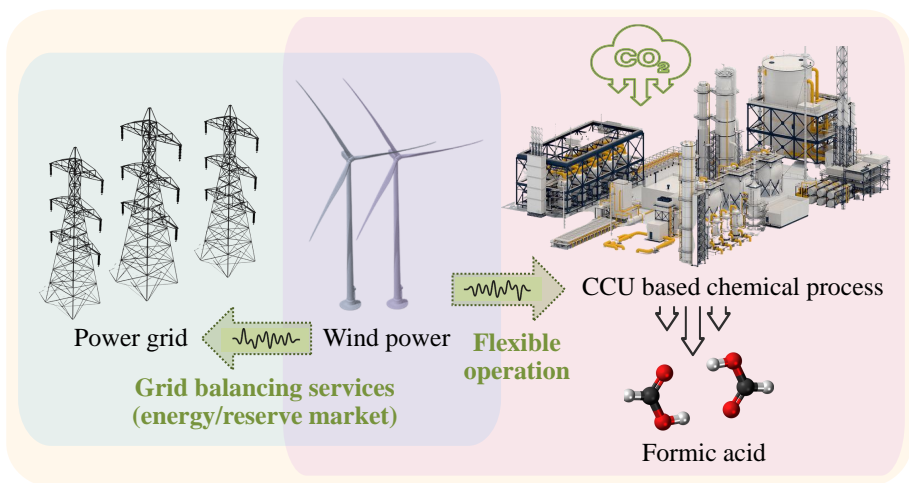 CO₂
Power grid
Wind power
CCU based chemical process
Flexible
operation
Grid balancing services
(energy/reserve market)
Formic acid